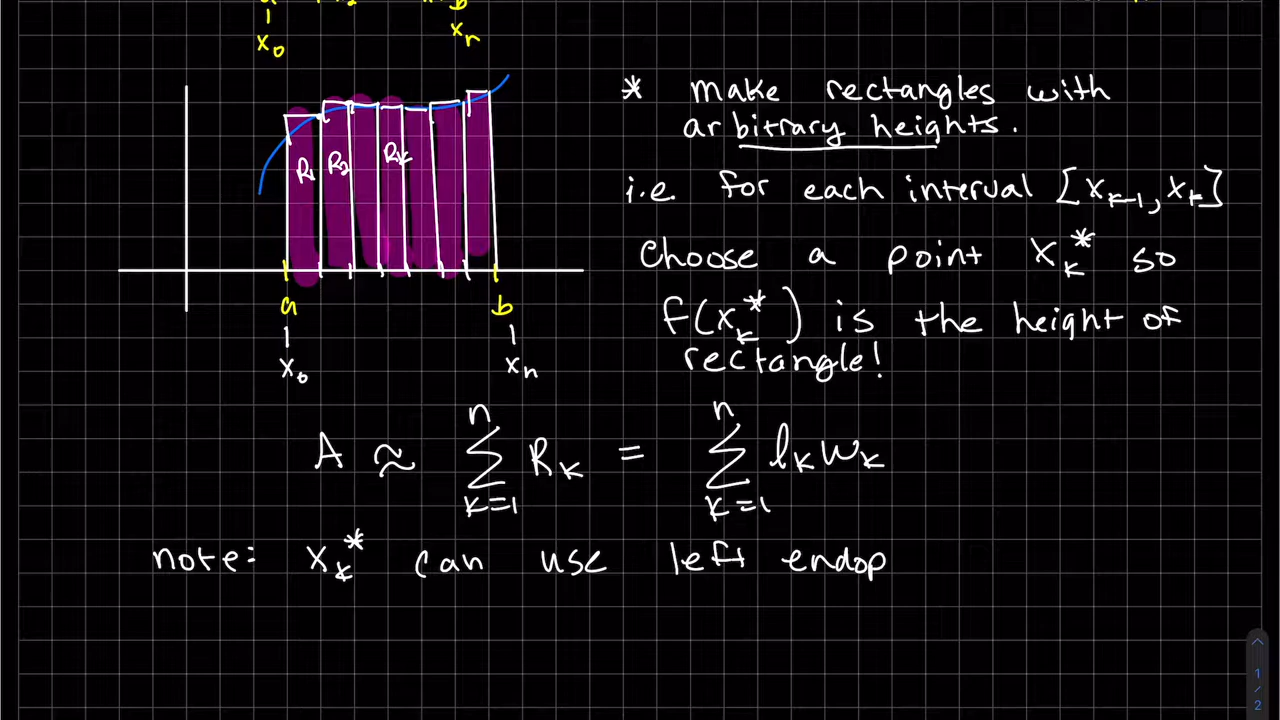 x₀
xₙ
* make rectangles with
arbitrary heights.
R₁ R₂ Rₖ
i.e. for each interval [xₖ₋₁, xₖ]
choose a point xₖ* so
a b
f(xₖ*) is the height of
x₀ xₙ
rectangle!
A ≈ ∑ₖ₌₁ⁿ Rₖ = ∑ₖ₌₁ⁿ lₖwₖ
note: xₖ* can use left endop
1
/
2